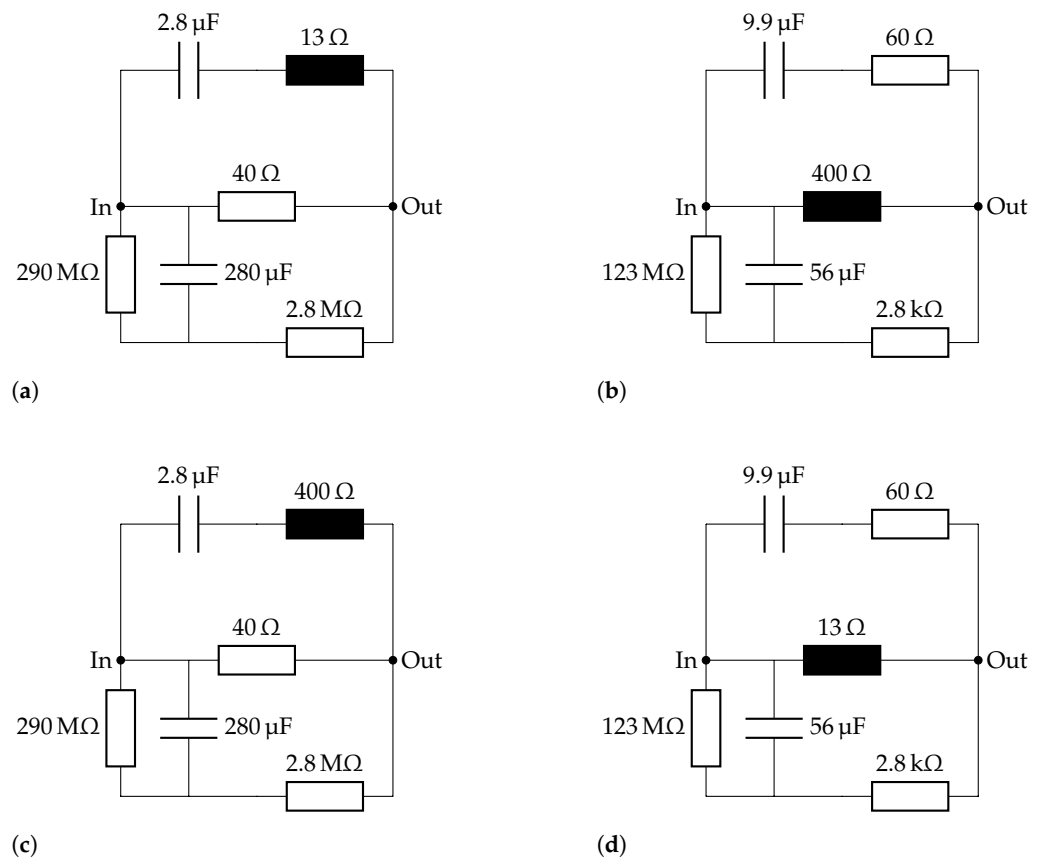 2.8 µF
13 Ω
40 Ω
In
Out
290 MΩ
280 µF
2.8 MΩ
(a)
9.9 µF
60 Ω
400 Ω
In
Out
123 MΩ
56 µF
2.8 kΩ
(b)
2.8 µF
400 Ω
40 Ω
In
Out
290 MΩ
280 µF
2.8 MΩ
(c)
9.9 µF
60 Ω
13 Ω
In
Out
123 MΩ
56 µF
2.8 kΩ
(d)